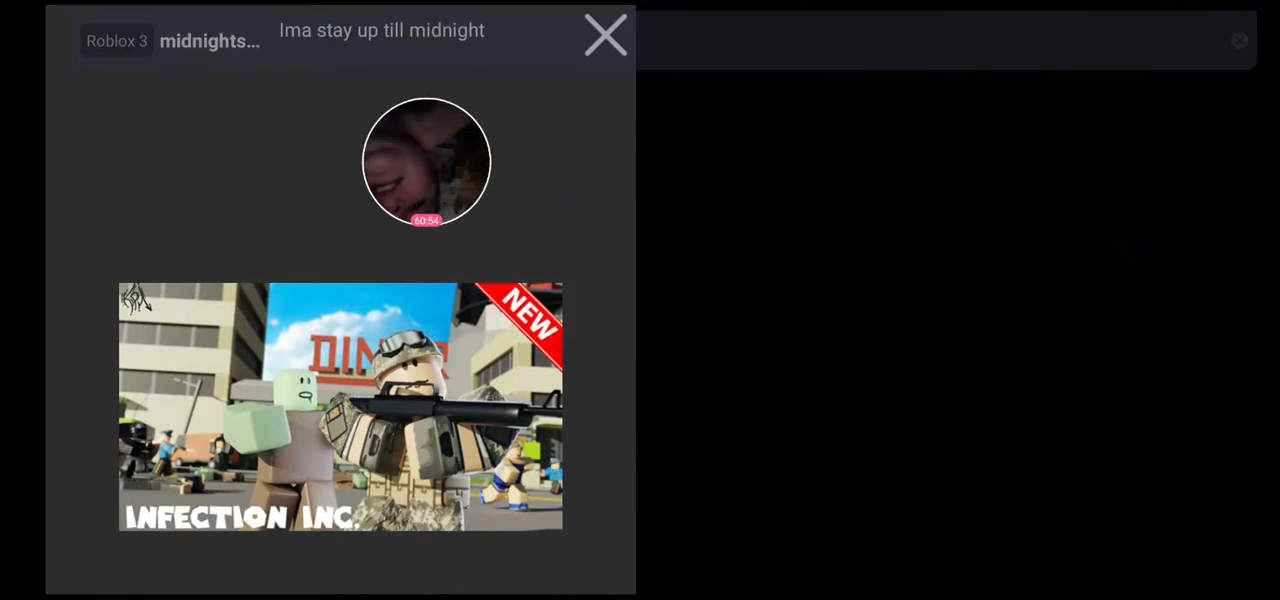 Ima stay up till midnight
Roblox 3 midnights...
60:54
NEW
INFECTION INC.